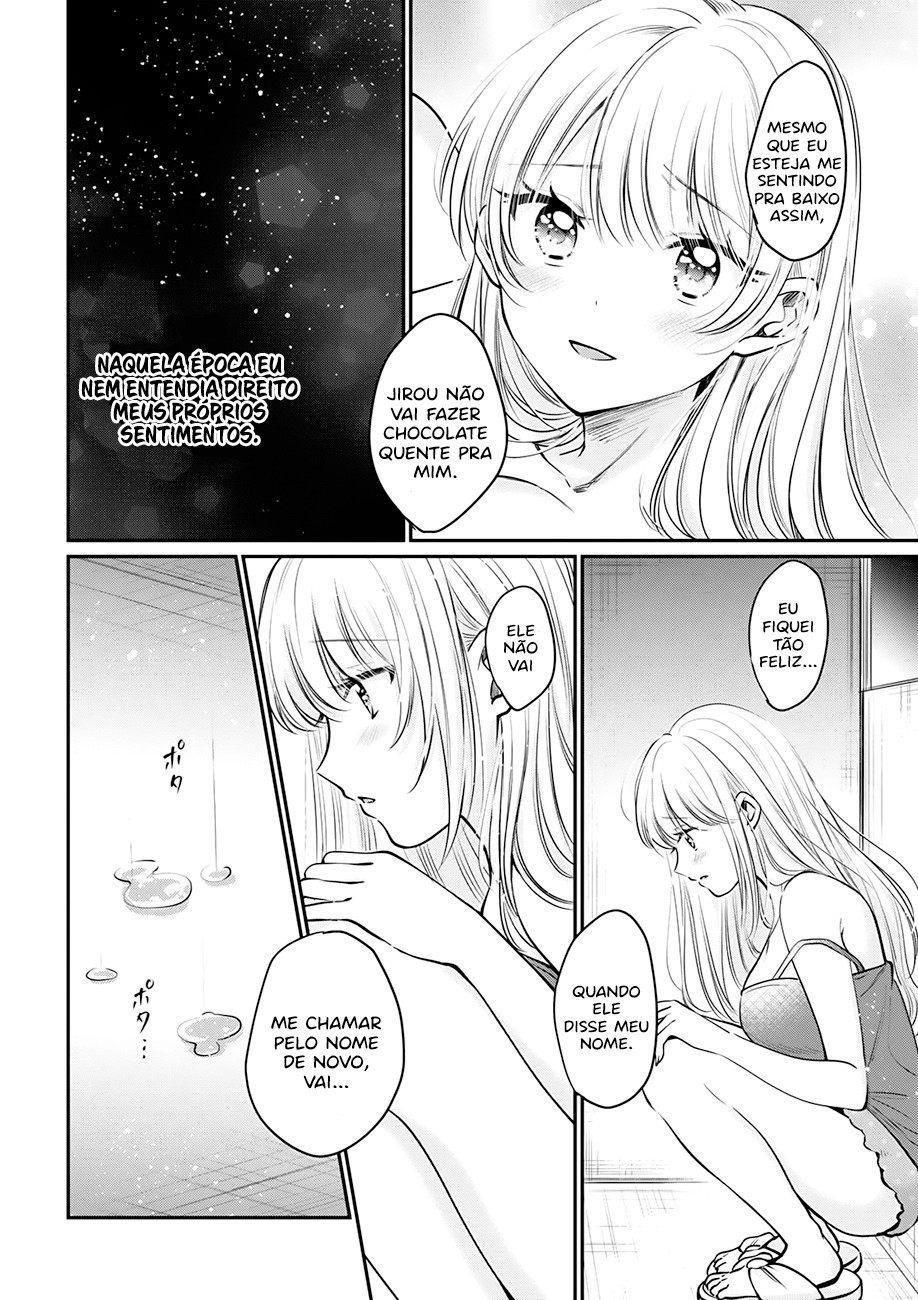 MESMO
QUE EU
ESTEJA ME
SENTINDO
PRA BAIXO
ASSIM,
JIROU NÃO
VAI FAZER
CHOCOLATE
QUENTE PRA
MIM.
NAQUELA ÉPOCA EU
NEM ENTENDIA DIREITO
MEUS PRÓPRIOS
SENTIMENTOS.
EU
FIQUEI
TÃO
FELIZ...
QUANDO
ELE
DISSE MEU
NOME.
ELE
NÃO
VAI
ME CHAMAR
PELO NOME
DE NOVO,
VAI...
ポタ
ポタ...